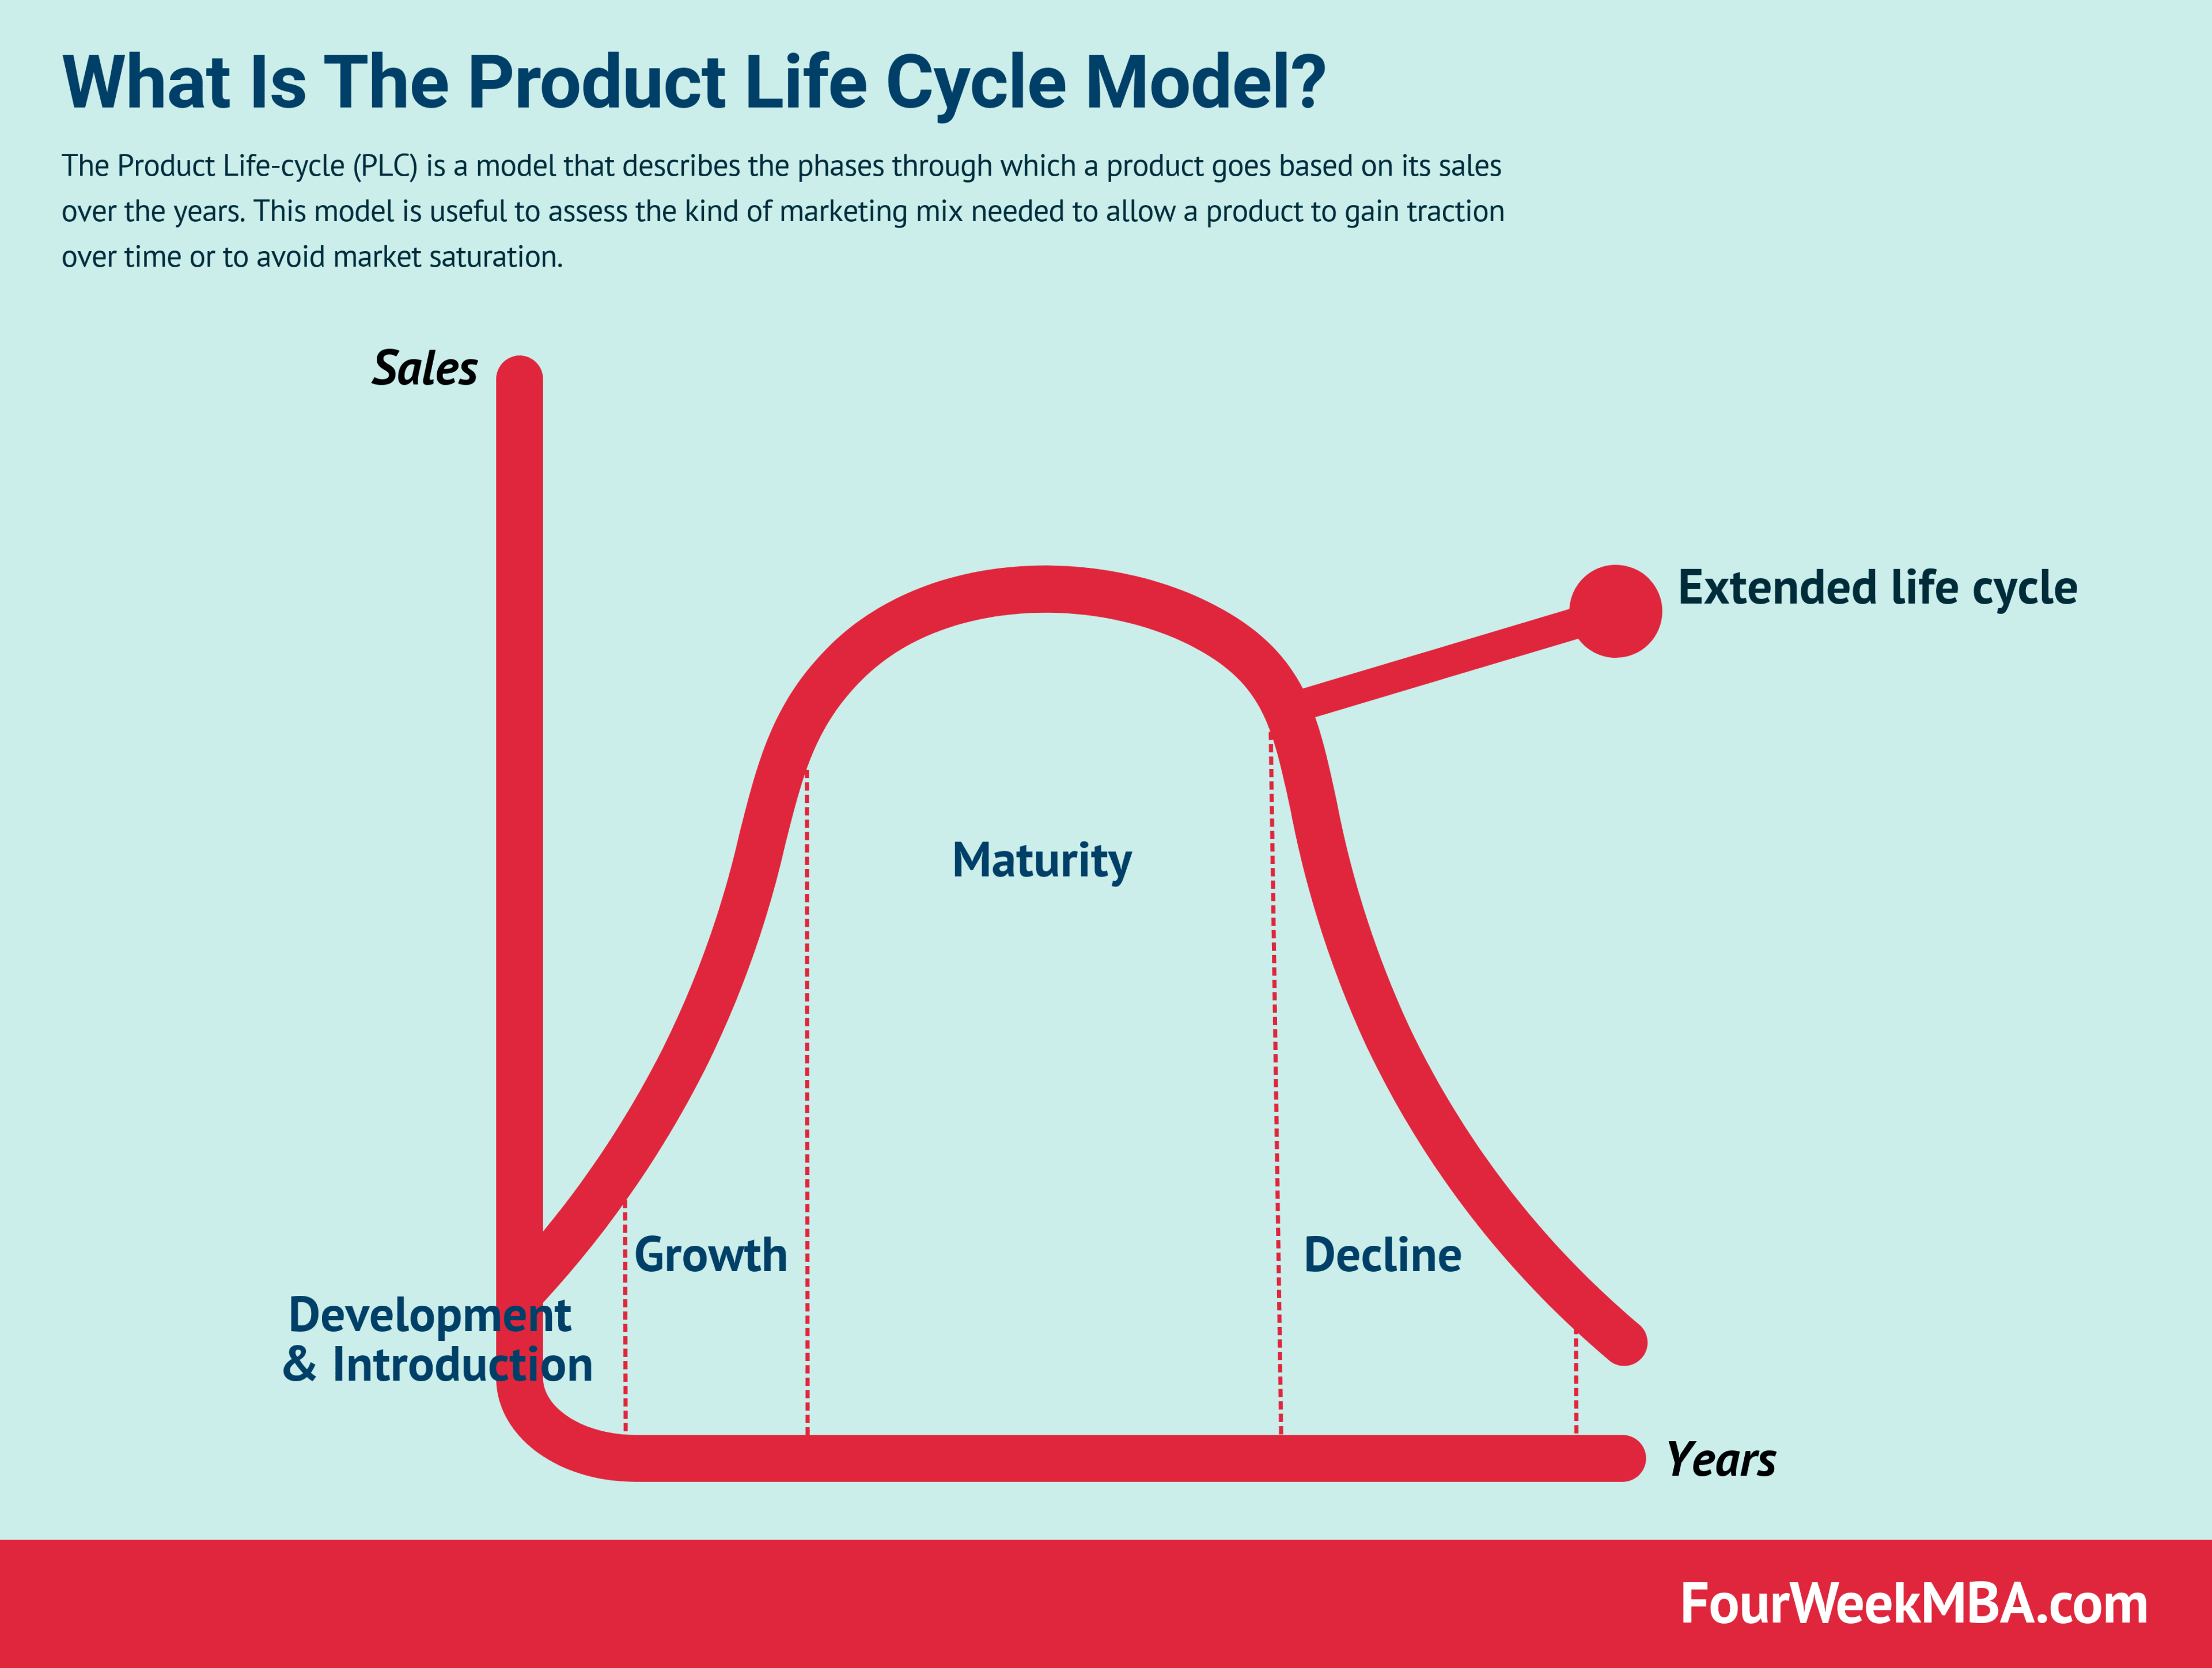 What Is The Product Life Cycle Model?
The Product Life-cycle (PLC) is a model that describes the phases through which a product goes based on its sales
over the years. This model is useful to assess the kind of marketing mix needed to allow a product to gain traction
over time or to avoid market saturation.
Sales
Extended life cycle
Maturity
Growth
Decline
Development
& Introduction
Years
FourWeekMBA.com